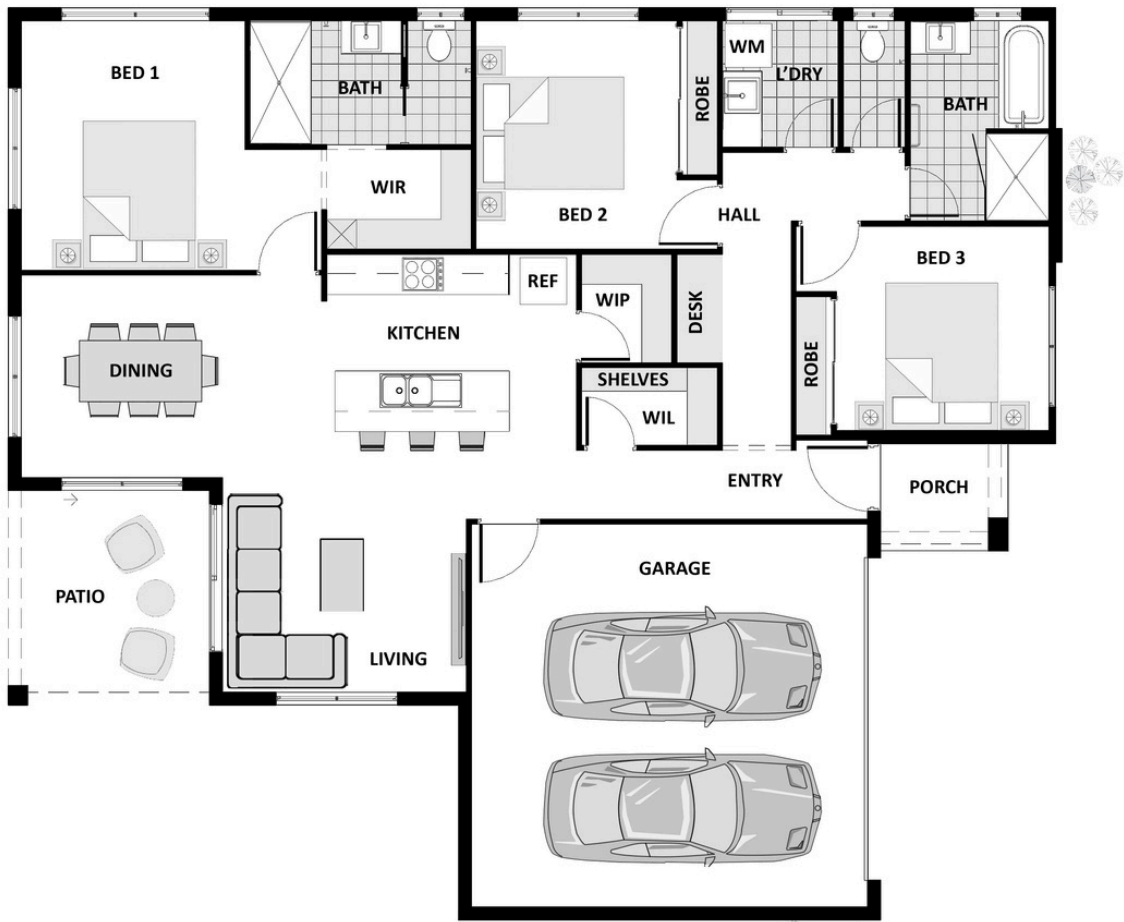 BED 1
BATH
WIR
BED 2
ROBE
WM
L'DRY
BATH
HALL
BED 3
ROBE
KITCHEN
REF
WIP
DESK
DINING
SHELVES
WIL
ENTRY
PORCH
PATIO
LIVING
GARAGE